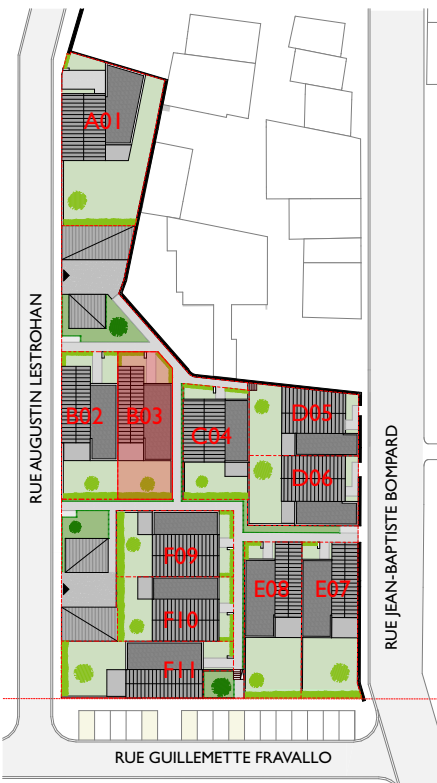 A01
RUE AUGUSTIN LESTROHAN
B02
B03
C04
D05
D06
RUE JEAN-BAPTISTE BOMPARD
F09
F10
F11
E08
E07
RUE GUILLEMETTE FRAVALLO